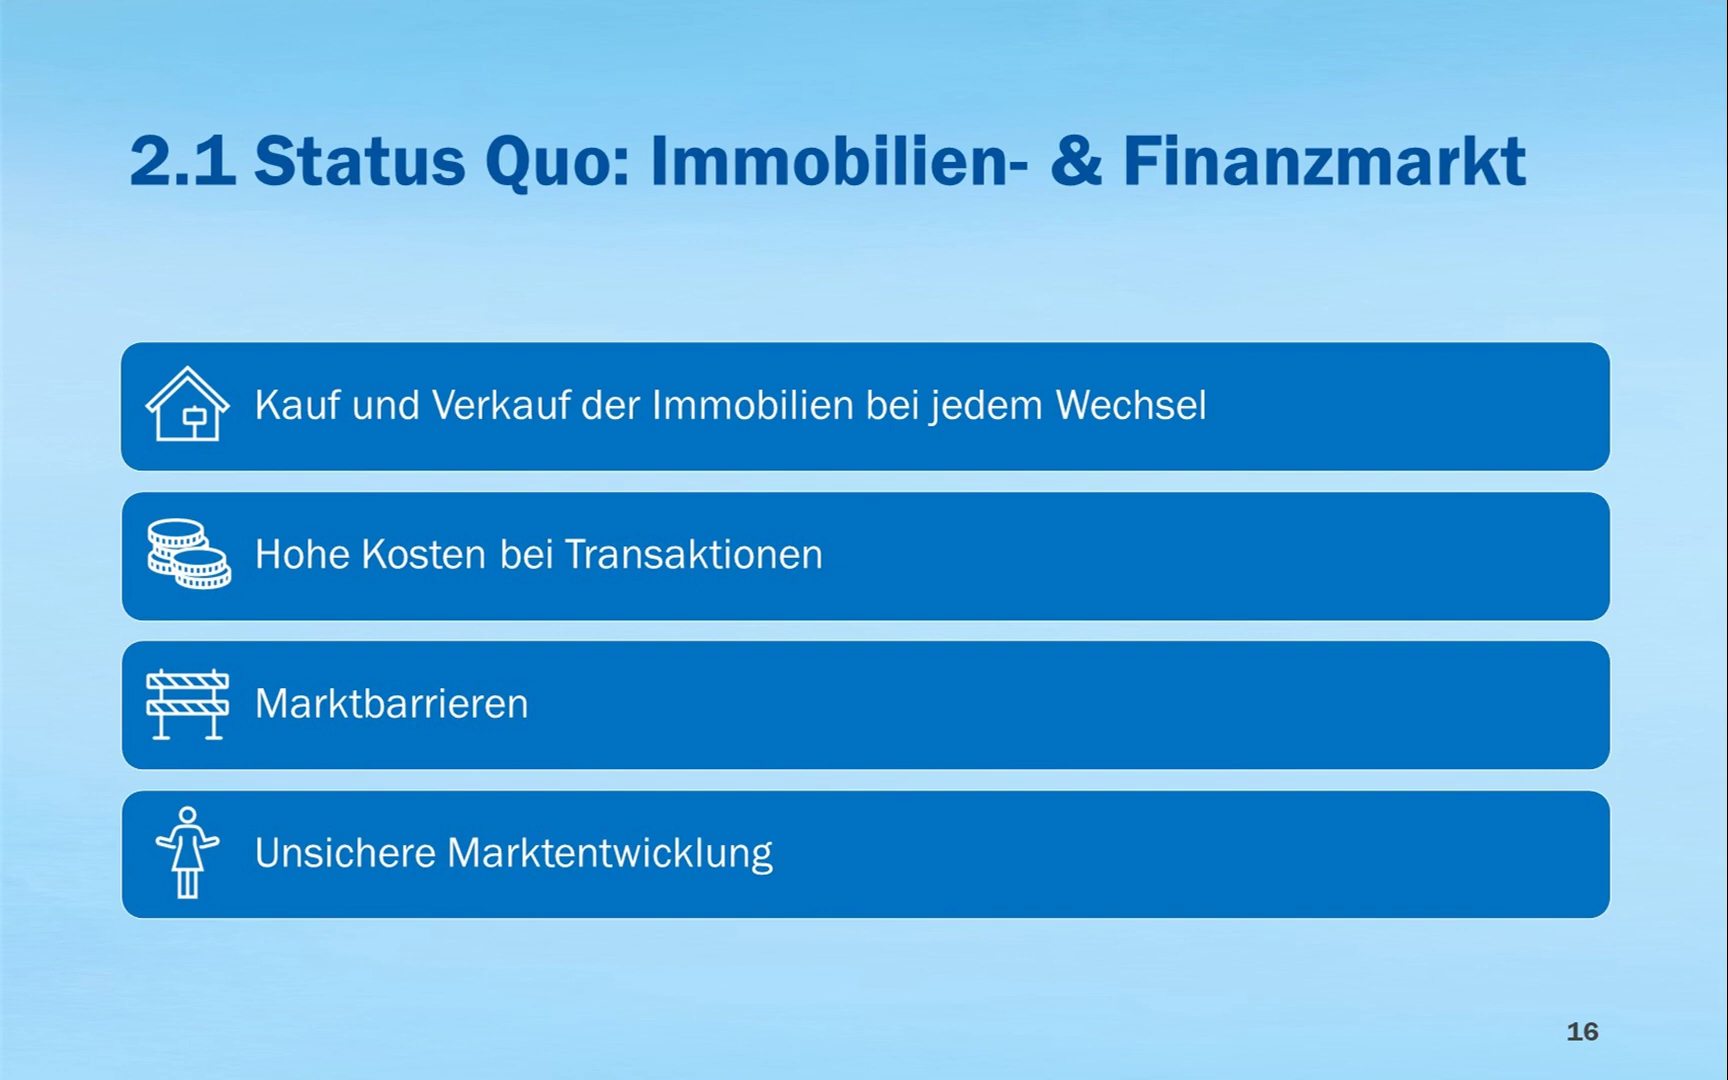 2.1 Status Quo: Immobilien- & Finanzmarkt
Kauf und Verkauf der Immobilien bei jedem Wechsel
Hohe Kosten bei Transaktionen
Marktbarrieren
Unsichere Marktentwicklung
16